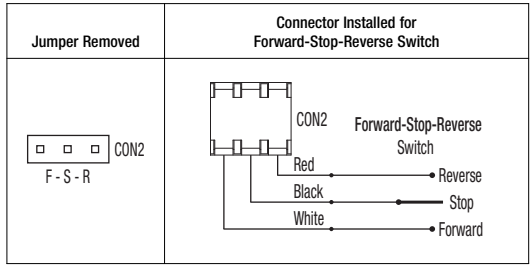 Jumper Removed
Connector Installed for
Forward-Stop-Reverse Switch
CON2
F - S - R
CON2
Forward-Stop-Reverse
Switch
Red
Reverse
Black
Stop
White
Forward